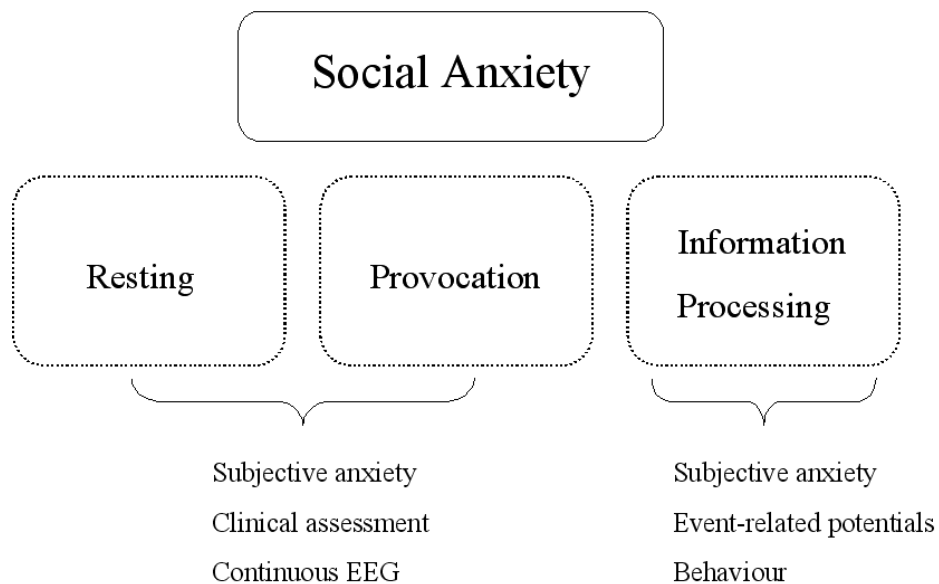 Social Anxiety
Resting
Provocation
Information
Processing
Subjective anxiety
Clinical assessment
Continuous EEG
Subjective anxiety
Event-related potentials
Behaviour